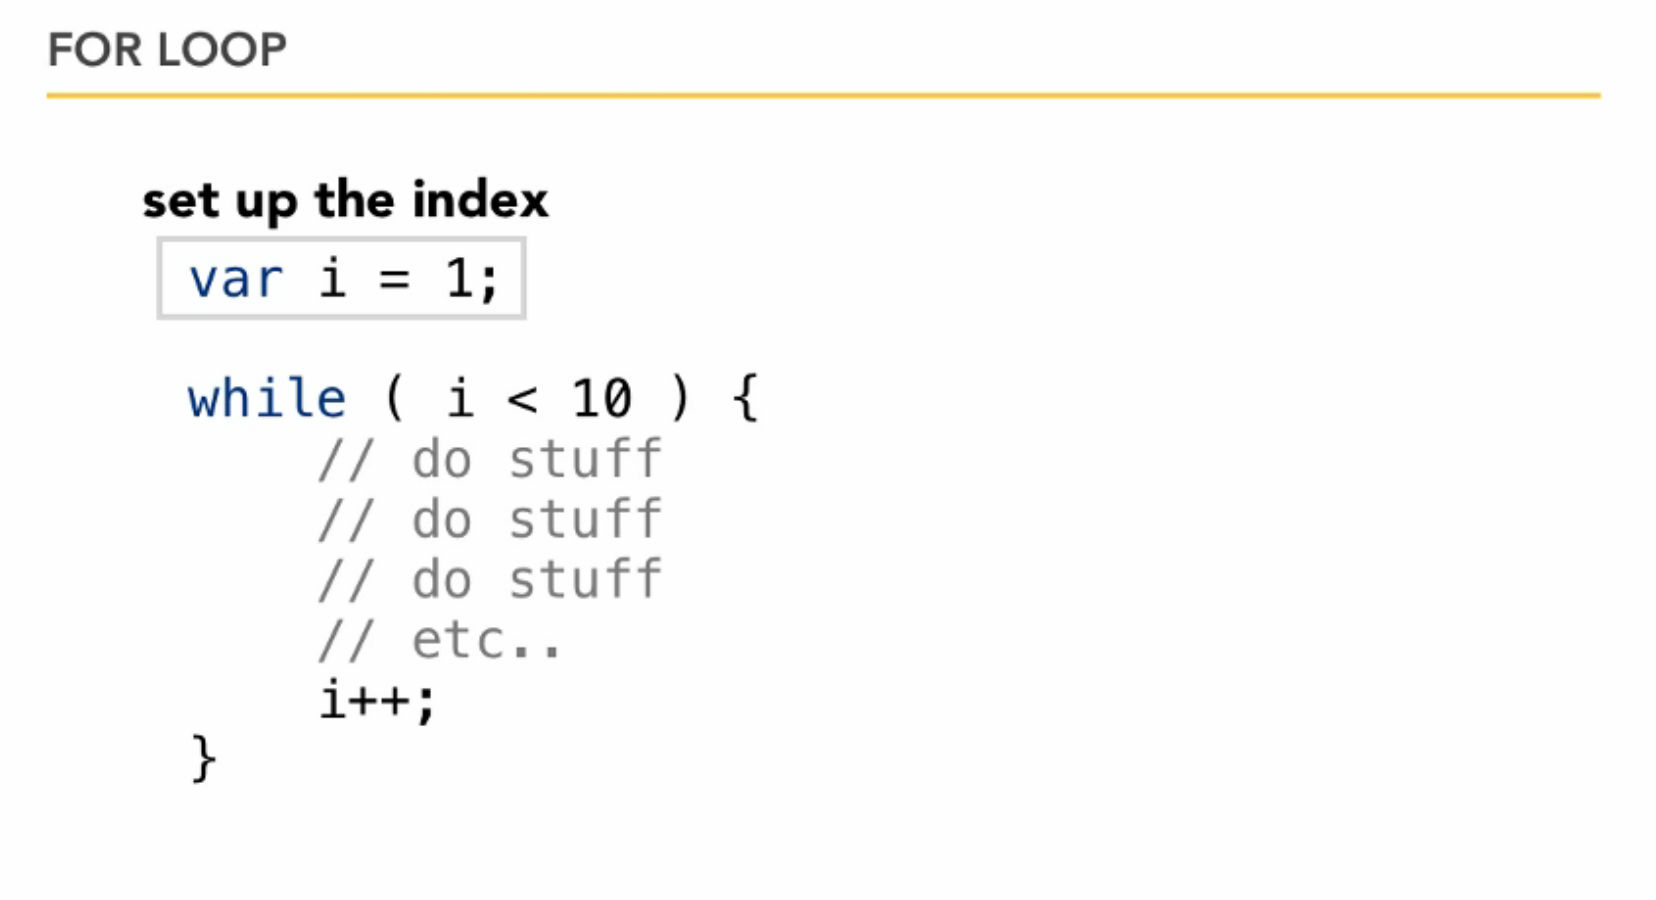 FOR LOOP
set up the index
var i = 1;
while ( i < 10 ) {
// do stuff
// do stuff
// do stuff
// etc..
i++;
}